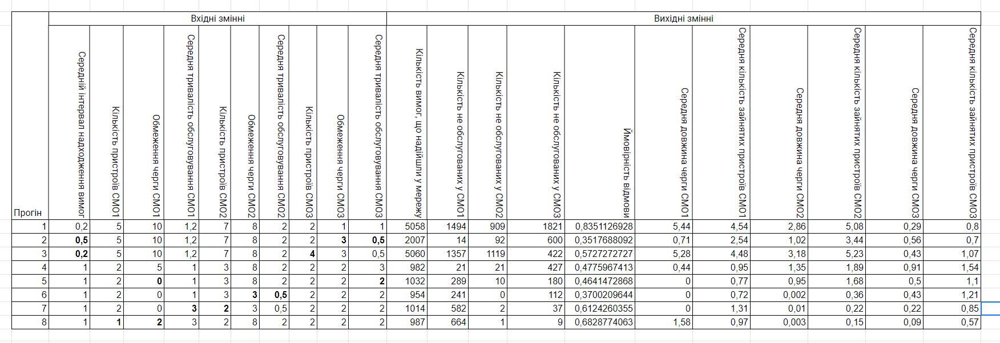 Вхідні змінні Вихідні змінні
Прогін Середній інтервал надходження вимог Кількість пристроїв СМО1 Обмеження черги СМО1 Середня тривалість обслуговування СМО1 Кількість пристроїв СМО2 Обмеження черги СМО2 Середня тривалість обслуговування СМО2 Кількість пристроїв СМО3 Обмеження черги СМО3 Середня тривалість обслуговування СМО3 Кількість вимог, що надійшли у мережу Кількість не обслугованих у СМО1 Кількість не обслугованих у СМО2 Кількість не обслугованих у СМО3 Ймовірність відмови Середня довжина черги СМО1 Середня кількість зайнятих пристроїв СМО1 Середня довжина черги СМО2 Середня кількість зайнятих пристроїв СМО2 Середня довжина черги СМО3 Середня кількість зайнятих пристроїв СМО3
1 0,2 5 10 1,2 7 8 2 2 1 1 5058 1494 909 1821 0,8351126928 5,44 4,54 2,86 5,08 0,29 0,8
2 0,5 5 10 1,2 7 8 2 2 3 0,5 2007 14 92 600 0,3517688092 0,71 2,54 1,02 3,44 0,56 0,7
3 0,2 5 10 1,2 7 8 2 4 3 0,5 5060 1357 1119 422 0,5727272727 5,28 4,48 3,18 5,23 0,43 1,07
4 1 2 5 1 3 8 2 2 2 3 982 21 21 427 0,4775967413 0,44 0,95 1,35 1,89 0,91 1,54
5 1 2 0 1 3 8 2 2 2 2 1032 289 10 180 0,4641472868 0 0,77 0,95 1,68 0,5 1,1
6 1 2 0 1 3 3 0,5 2 2 2 954 241 0 112 0,3700209644 0 0,72 0,002 0,36 0,43 1,21
7 1 2 0 3 2 3 0,5 2 2 2 1014 582 2 37 0,6124260355 0 1,31 0,01 0,22 0,22 0,85
8 1 1 2 3 2 8 2 2 2 2 987 664 1 9 0,6828774063 1,58 0,97 0,003 0,15 0,09 0,57